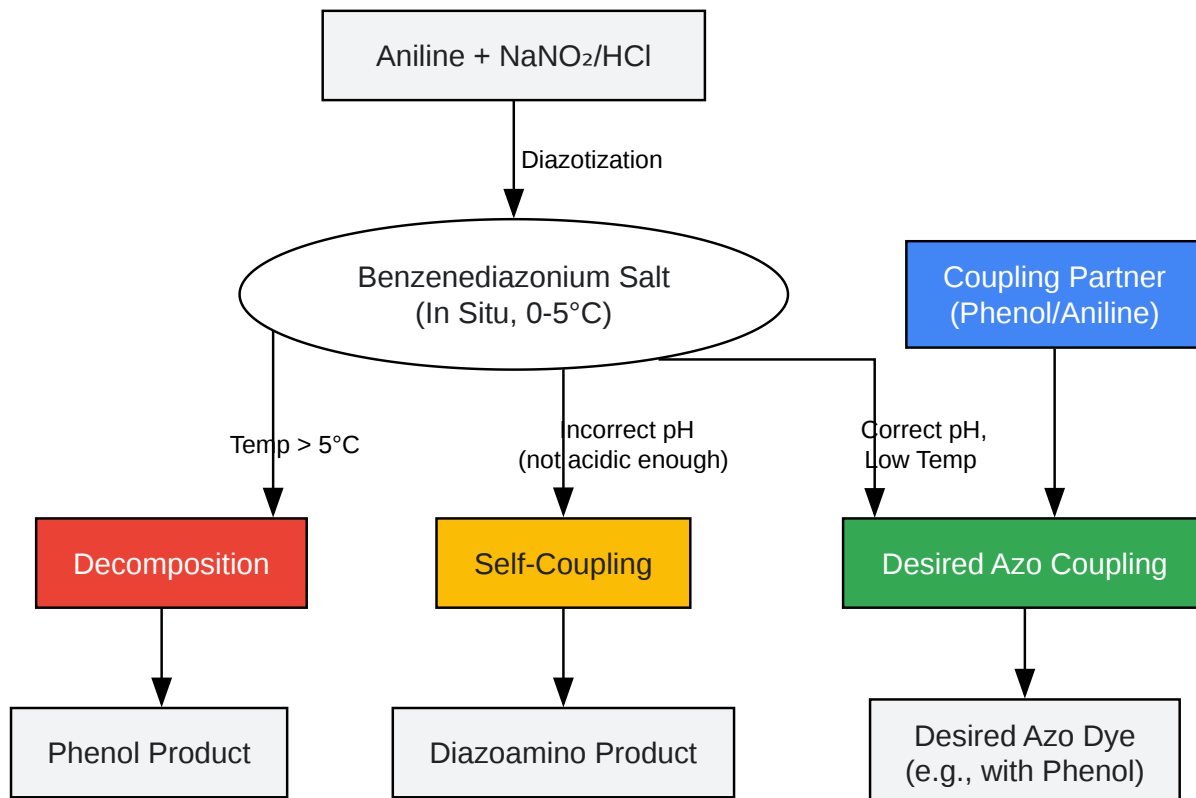 Aniline + NaNO₂/HCl
Diazotization
Benzenediazonium Salt
(In Situ, 0-5°C)
Coupling Partner
(Phenol/Aniline)
Temp > 5°C
Incorrect pH
(not acidic enough)
Correct pH,
Low Temp
Decomposition
Self-Coupling
Desired Azo Coupling
Phenol Product
Diazoamino Product
Desired Azo Dye
(e.g., with Phenol)